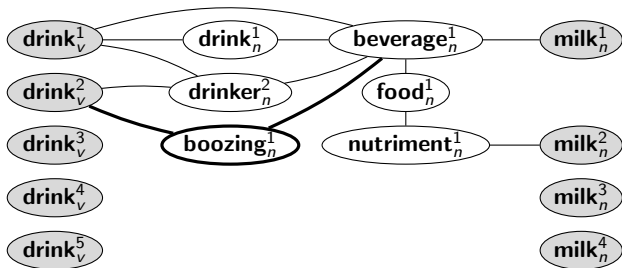 drink¹ᵥ drink¹ₙ beverage¹ₙ milk¹ₙ
drink²ᵥ drinker²ₙ food¹ₙ
drink³ᵥ boozing¹ₙ nutriment¹ₙ milk²ₙ
drink⁴ᵥ milk³ₙ
drink⁵ᵥ milk⁴ₙ